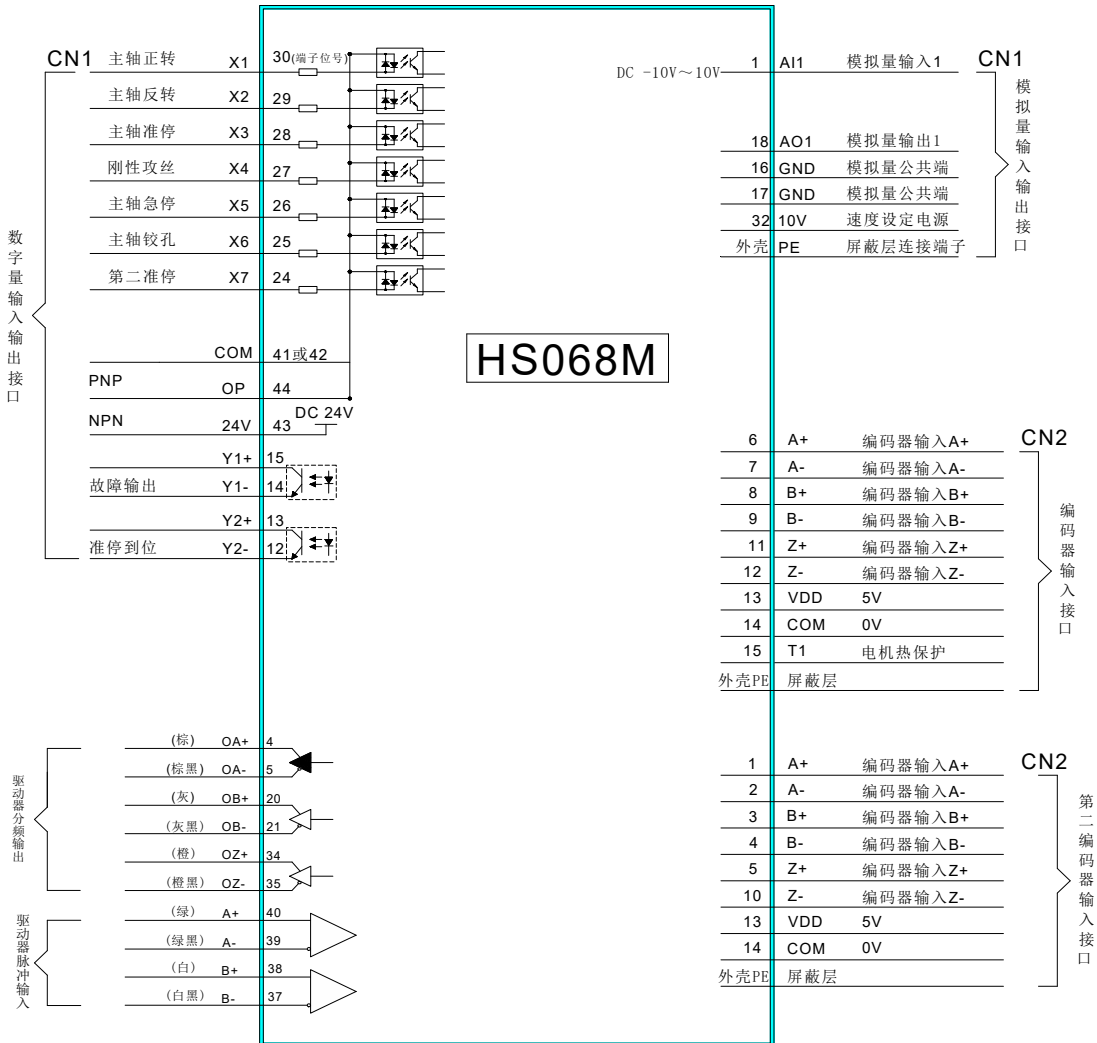 CN1
主轴正转 X1 30(端子位号)
主轴反转 X2 29
主轴准停 X3 28
刚性攻丝 X4 27
主轴急停 X5 26
主轴铰孔 X6 25
第二准停 X7 24
COM 41或42
PNP
OP 44
DC 24V
NPN
24V 43
Y1+ 15
故障输出 Y1- 14
Y2+ 13
准停到位 Y2- 12
数字量输入输出接口
(棕) OA+ 4
(棕黑) OA- 5
(灰) OB+ 20
(灰黑) OB- 21
(橙) OZ+ 34
(橙黑) OZ- 35
驱动器分频输出
(绿) A+ 40
(绿黑) A- 39
(白) B+ 38
(白黑) B- 37
驱动器脉冲输入
HS068M
CN1
DC -10V～10V 1 AI1 模拟量输入1
18 AO1 模拟量输出1
16 GND 模拟量公共端
17 GND 模拟量公共端
32 10V 速度设定电源
外壳 PE 屏蔽层连接端子
模拟量输入输出接口
CN2
6 A+ 编码器输入A+
7 A- 编码器输入A-
8 B+ 编码器输入B+
9 B- 编码器输入B-
11 Z+ 编码器输入Z+
12 Z- 编码器输入Z-
13 VDD 5V
14 COM 0V
15 T1 电机热保护
外壳PE 屏蔽层
编码器输入接口
CN2
1 A+ 编码器输入A+
2 A- 编码器输入A-
3 B+ 编码器输入B+
4 B- 编码器输入B-
5 Z+ 编码器输入Z+
10 Z- 编码器输入Z-
13 VDD 5V
14 COM 0V
外壳PE 屏蔽层
第二编码器输入接口